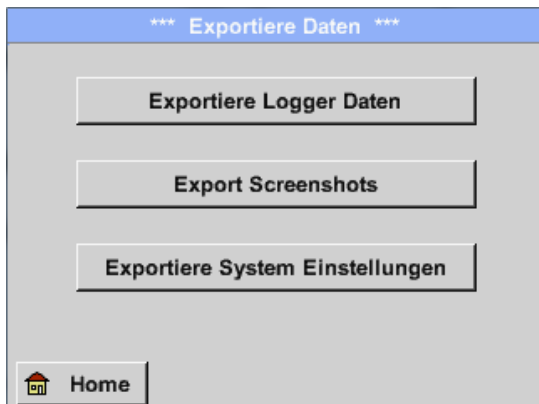 *** Exportiere Daten ***
Exportiere Logger Daten
Export Screenshots
Exportiere System Einstellungen
Home